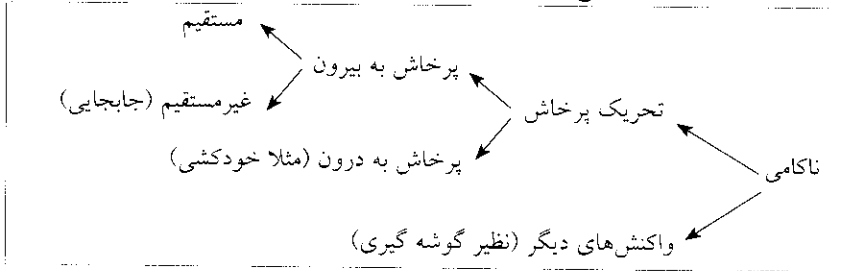 مستقیم
پرخاش به بیرون
غیرمستقیم (جابجایی)
تحریک پرخاش
پرخاش به درون (مثلا خودکشی)
ناکامی
واکنش‌های دیگر (نظیر گوشه گیری)